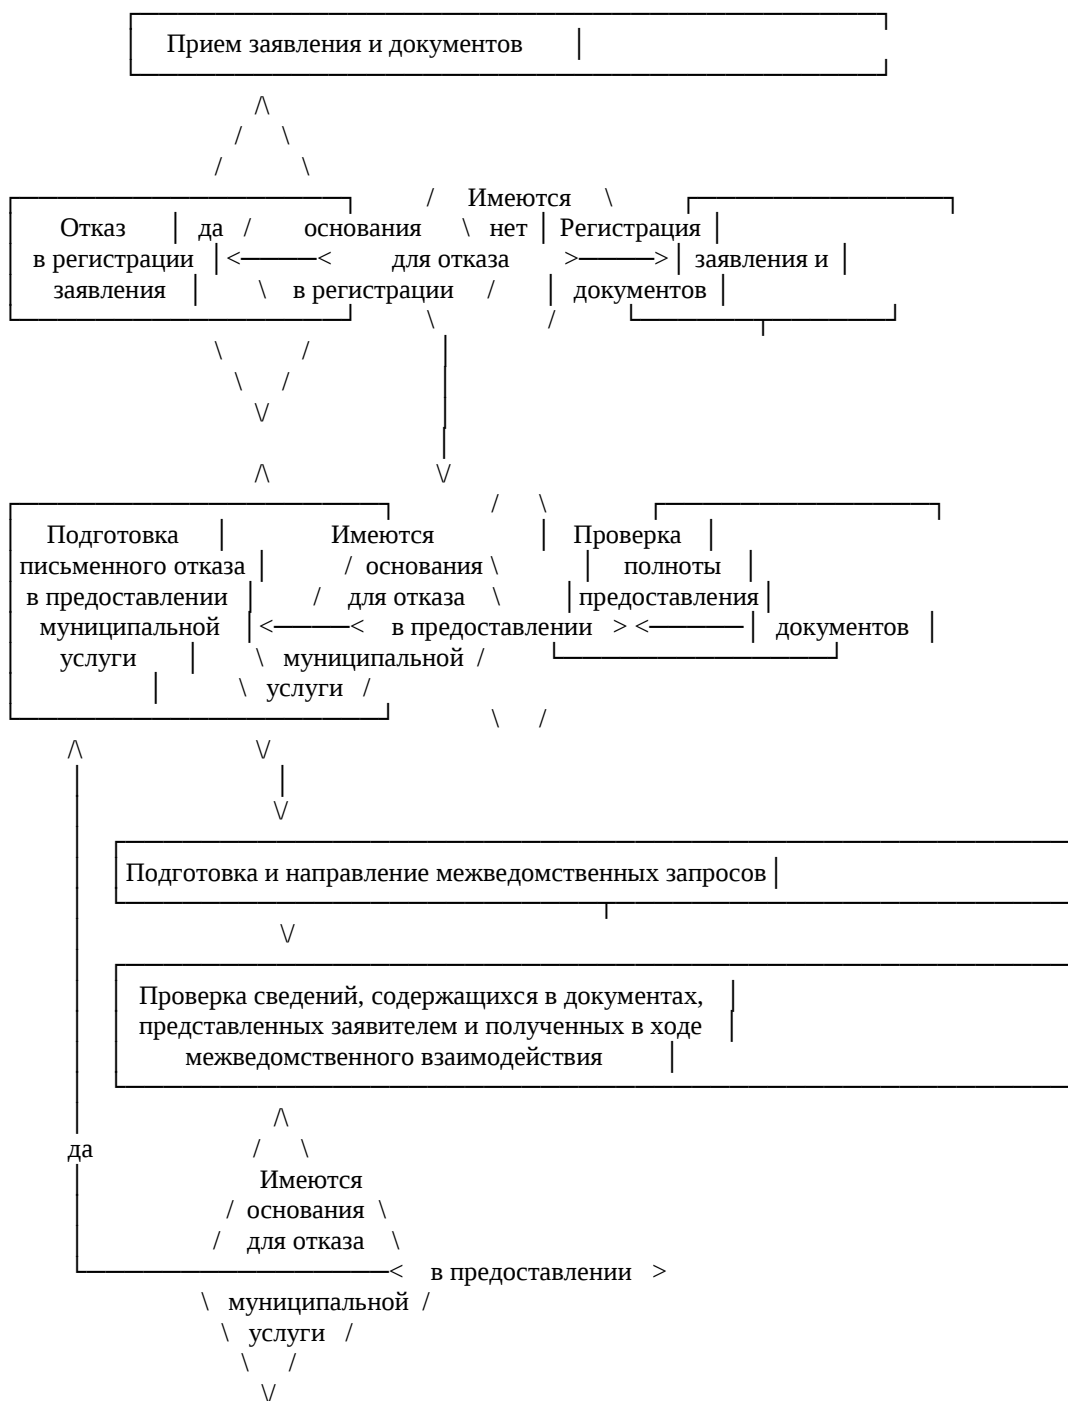 Прием заявления и документов
Имеются
Отказ да основания нет Регистрация
в регистрации для отказа заявления и
заявления в регистрации документов
Подготовка Имеются Проверка
письменного отказа основания полноты
в предоставлении для отказа предоставления
муниципальной в предоставлении документов
услуги муниципальной
услуги
Подготовка и направление межведомственных запросов
Проверка сведений, содержащихся в документах,
представленных заявителем и полученных в ходе
межведомственного взаимодействия
да
Имеются
основания
для отказа
в предоставлении
муниципальной
услуги